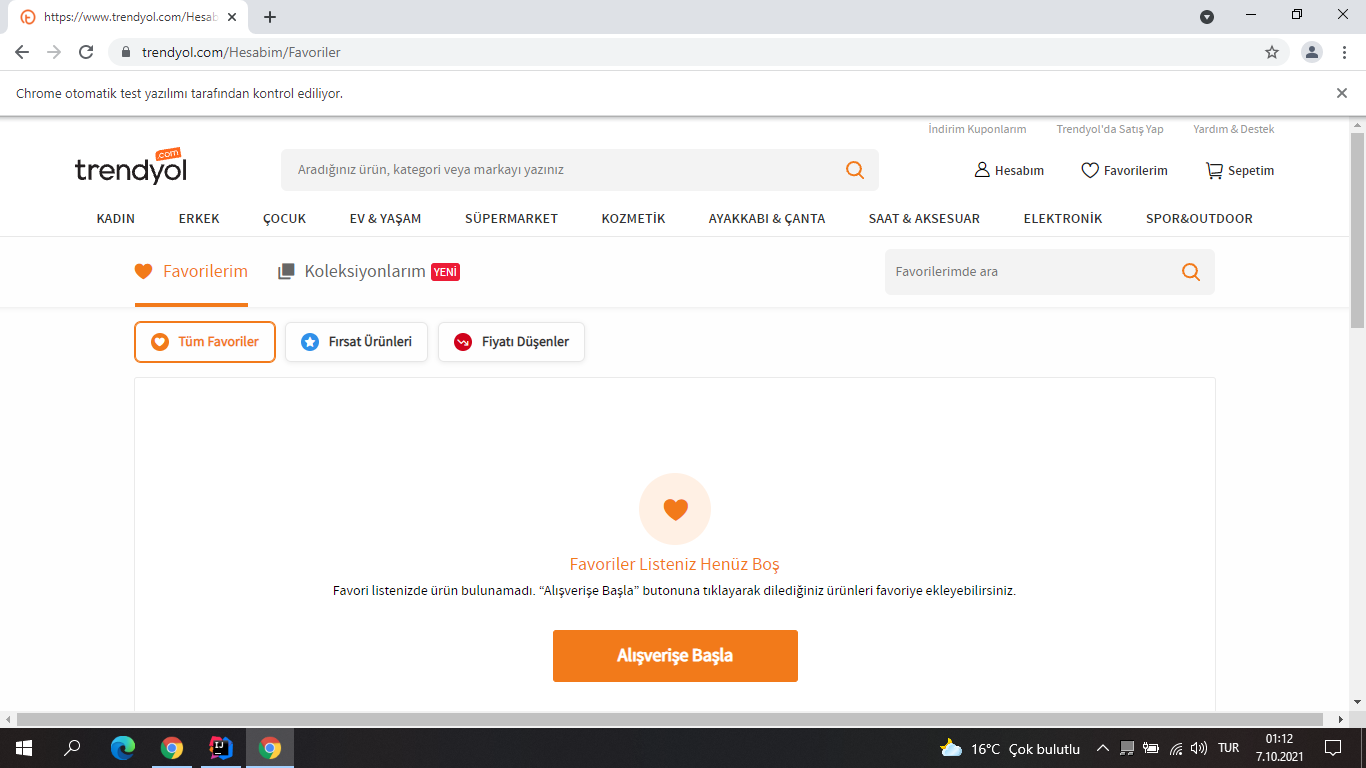 https://www.trendyol.com/Hesab
trendyol.com/Hesabim/Favoriler
Chrome otomatik test yazılımı tarafından kontrol ediliyor.
İndirim Kuponlarım Trendyol'da Satış Yap Yardım & Destek
trendyol .com Aradığınız ürün, kategori veya markayı yazınız Hesabım Favorilerim Sepetim
KADIN ERKEK ÇOCUK EV & YAŞAM SÜPERMARKET KOZMETİK AYAKKABI & ÇANTA SAAT & AKSESUAR ELEKTRONİK SPOR&OUTDOOR
Favorilerim Koleksiyonlarım YENİ Favorilerimde ara
Tüm Favoriler Fırsat Ürünleri Fiyatı Düşenler
Favoriler Listeniz Henüz Boş
Favori listenizde ürün bulunamadı. “Alışverişe Başla” butonuna tıklayarak dilediğiniz ürünleri favoriye ekleyebilirsiniz.
Alışverişe Başla
16°C Çok bulutlu TUR 01:12
7.10.2021